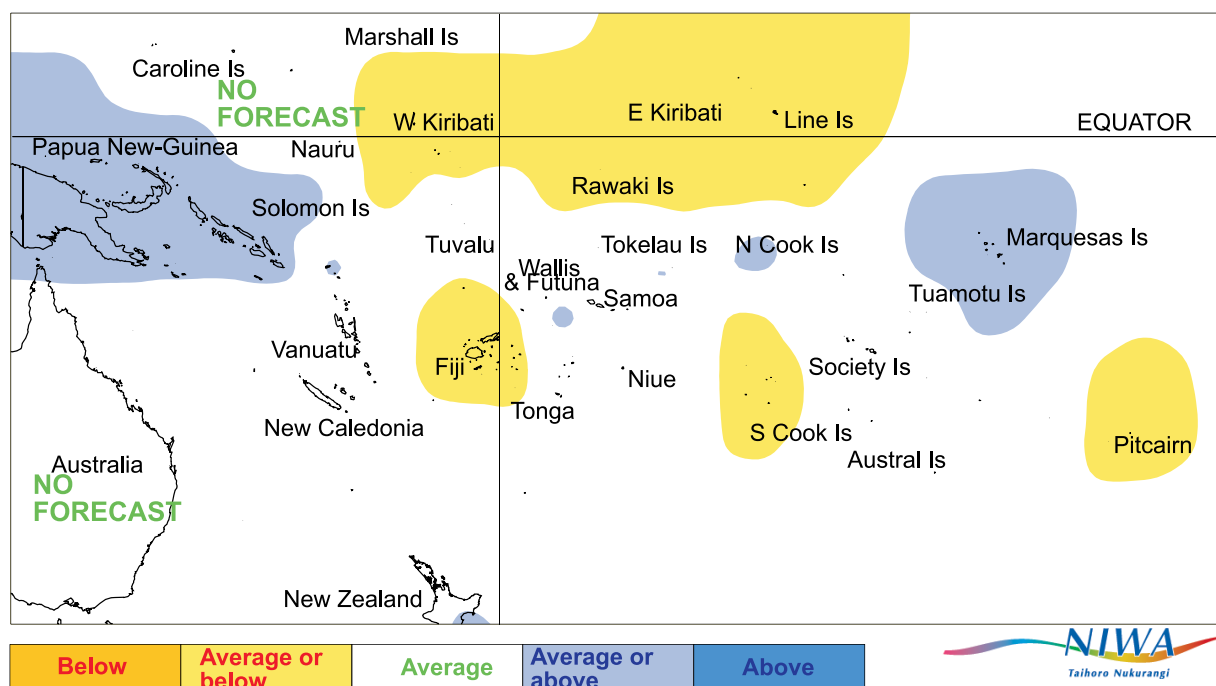 Marshall Is
Caroline Is
NO
FORECAST
W Kiribati
E Kiribati
Line Is
EQUATOR
Papua New-Guinea
Nauru
Rawaki Is
Solomon Is
Tuvalu
Tokelau Is
N Cook Is
Marquesas Is
Wallis
& Futuna
Samoa
Tuamotu Is
Vanuatu
Fiji
Niue
Society Is
Tonga
New Caledonia
S Cook Is
Pitcairn
Austral Is
Australia
NO
FORECAST
New Zealand
Below
Average or
below
Average
Average or
above
Above
NIWA
Taihoro Nukurangi